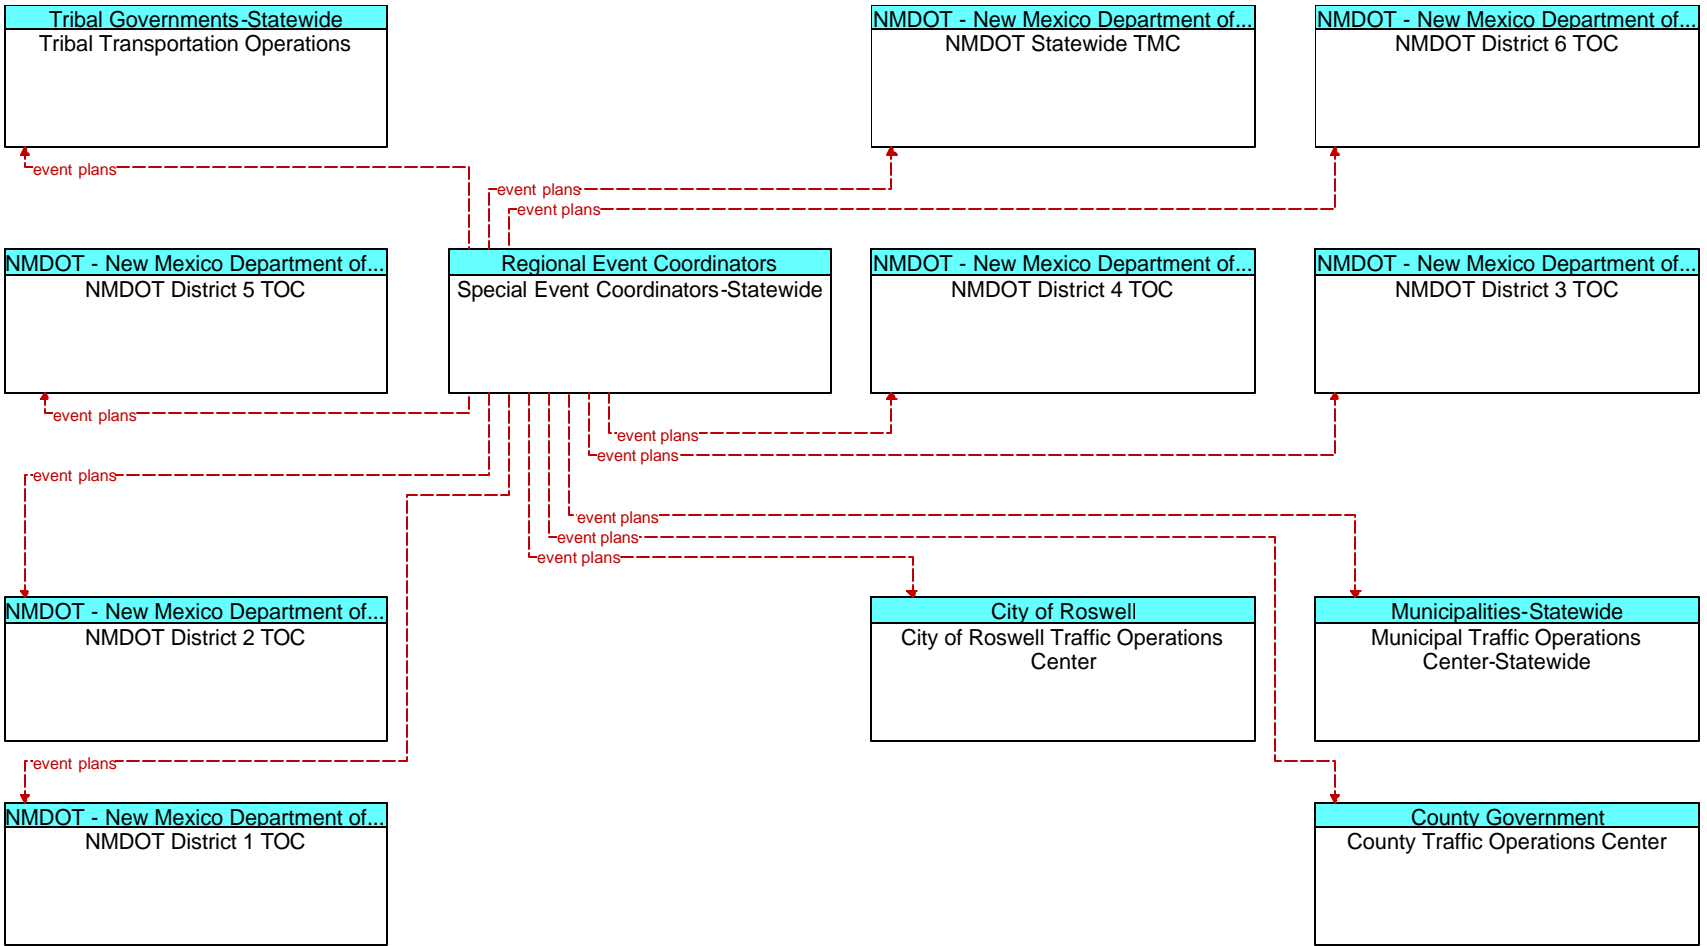 Tribal Governments-Statewide
Tribal Transportation Operations
NMDOT - New Mexico Department of...
NMDOT Statewide TMC
NMDOT - New Mexico Department of...
NMDOT District 6 TOC
event plans
event plans
event plans
NMDOT - New Mexico Department of...
NMDOT District 5 TOC
Regional Event Coordinators
Special Event Coordinators-Statewide
NMDOT - New Mexico Department of...
NMDOT District 4 TOC
NMDOT - New Mexico Department of...
NMDOT District 3 TOC
event plans
event plans
event plans
event plans
event plans
event plans
event plans
NMDOT - New Mexico Department of...
NMDOT District 2 TOC
City of Roswell
City of Roswell Traffic Operations
Center
Municipalities-Statewide
Municipal Traffic Operations
Center-Statewide
event plans
NMDOT - New Mexico Department of...
NMDOT District 1 TOC
County Government
County Traffic Operations Center